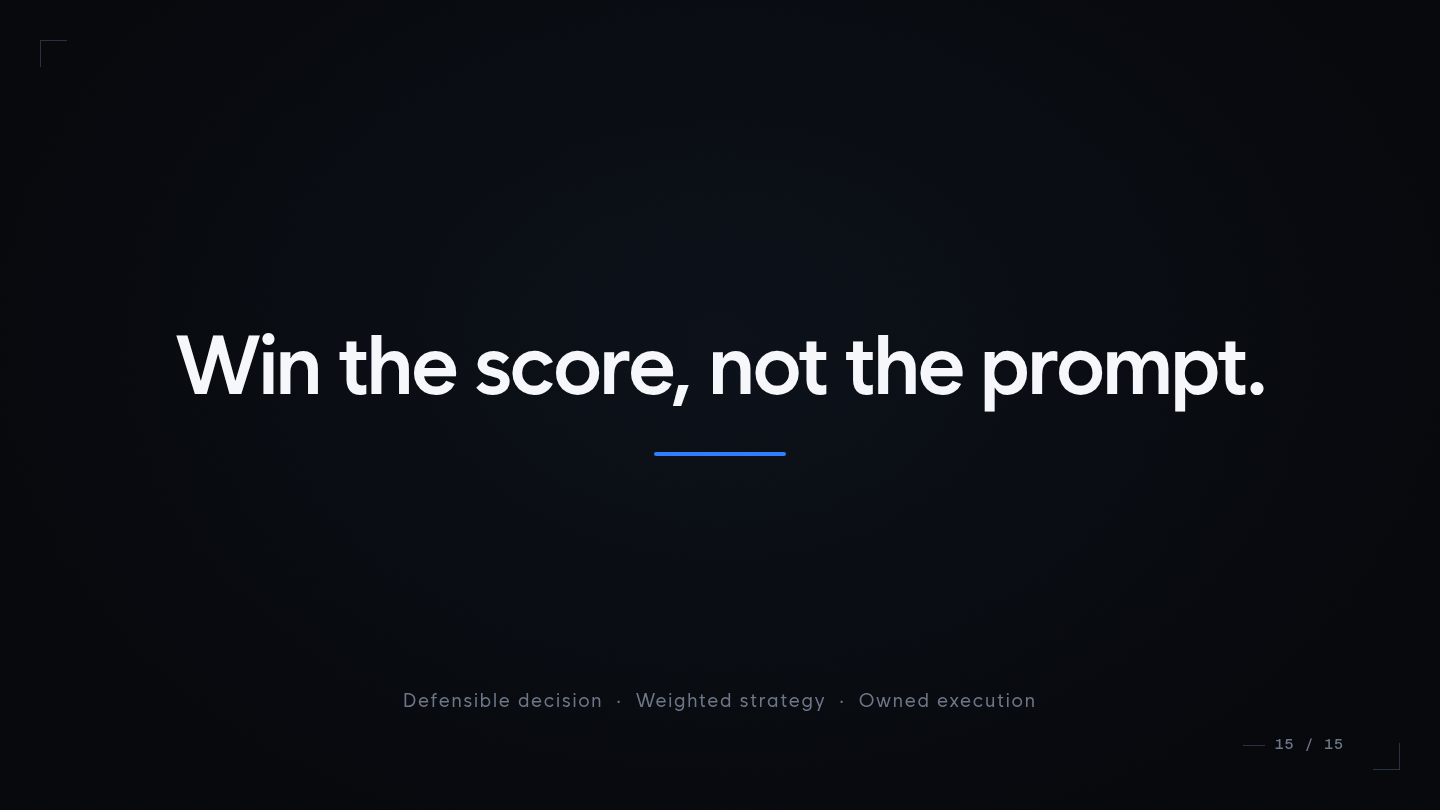 Win the score, not the prompt.
Defensible decision · Weighted strategy · Owned execution
15 / 15